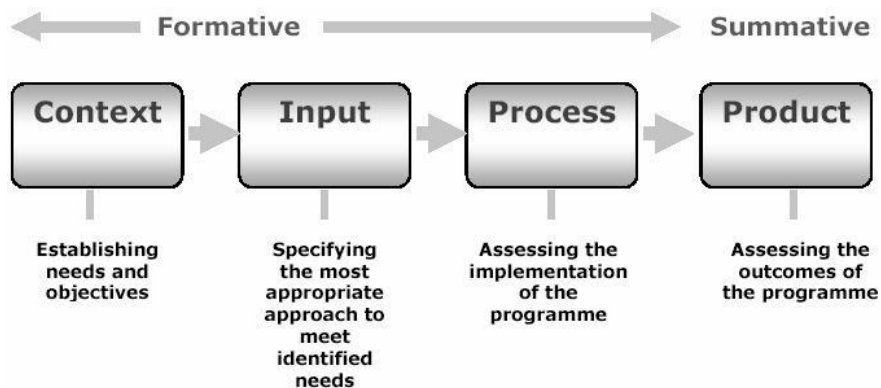 Formative
Summative
Context
Input
Process
Product
Establishing
needs and
objectives
Specifying
the most
appropriate
approach to
meet
identified
needs
Assessing the
implementation
of the
programme
Assessing the
outcomes of
the programme